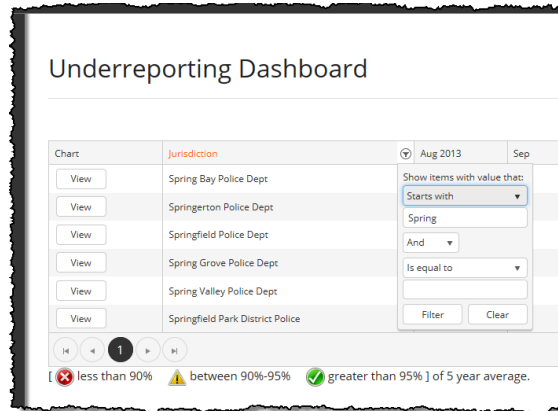 Underreporting Dashboard
Chart Jurisdiction Aug 2013 Sep
View Spring Bay Police Dept
View Springerton Police Dept
View Springfield Police Dept
View Spring Grove Police Dept
View Spring Valley Police Dept
View Springfield Park District Police
Show items with value that:
Starts with
Spring
And
Is equal to
Filter Clear
1
[ less than 90% between 90%-95% greater than 95% ] of 5 year average.